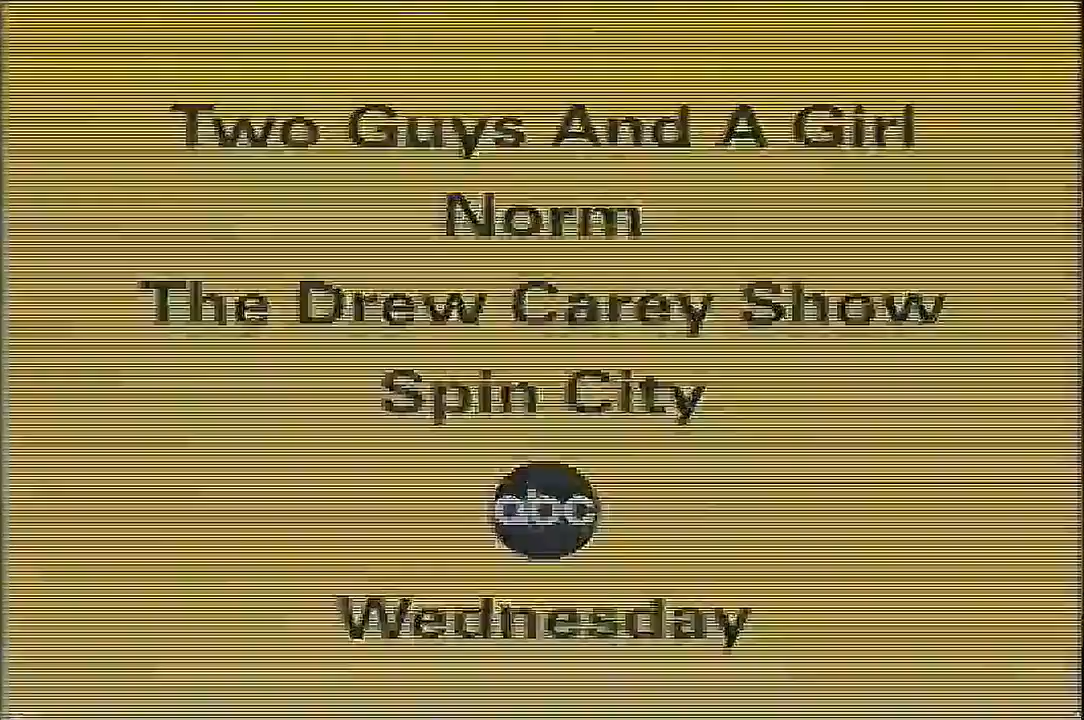 Two Guys And A Girl
Norm
The Drew Carey Show
Spin City
abc
Wednesday